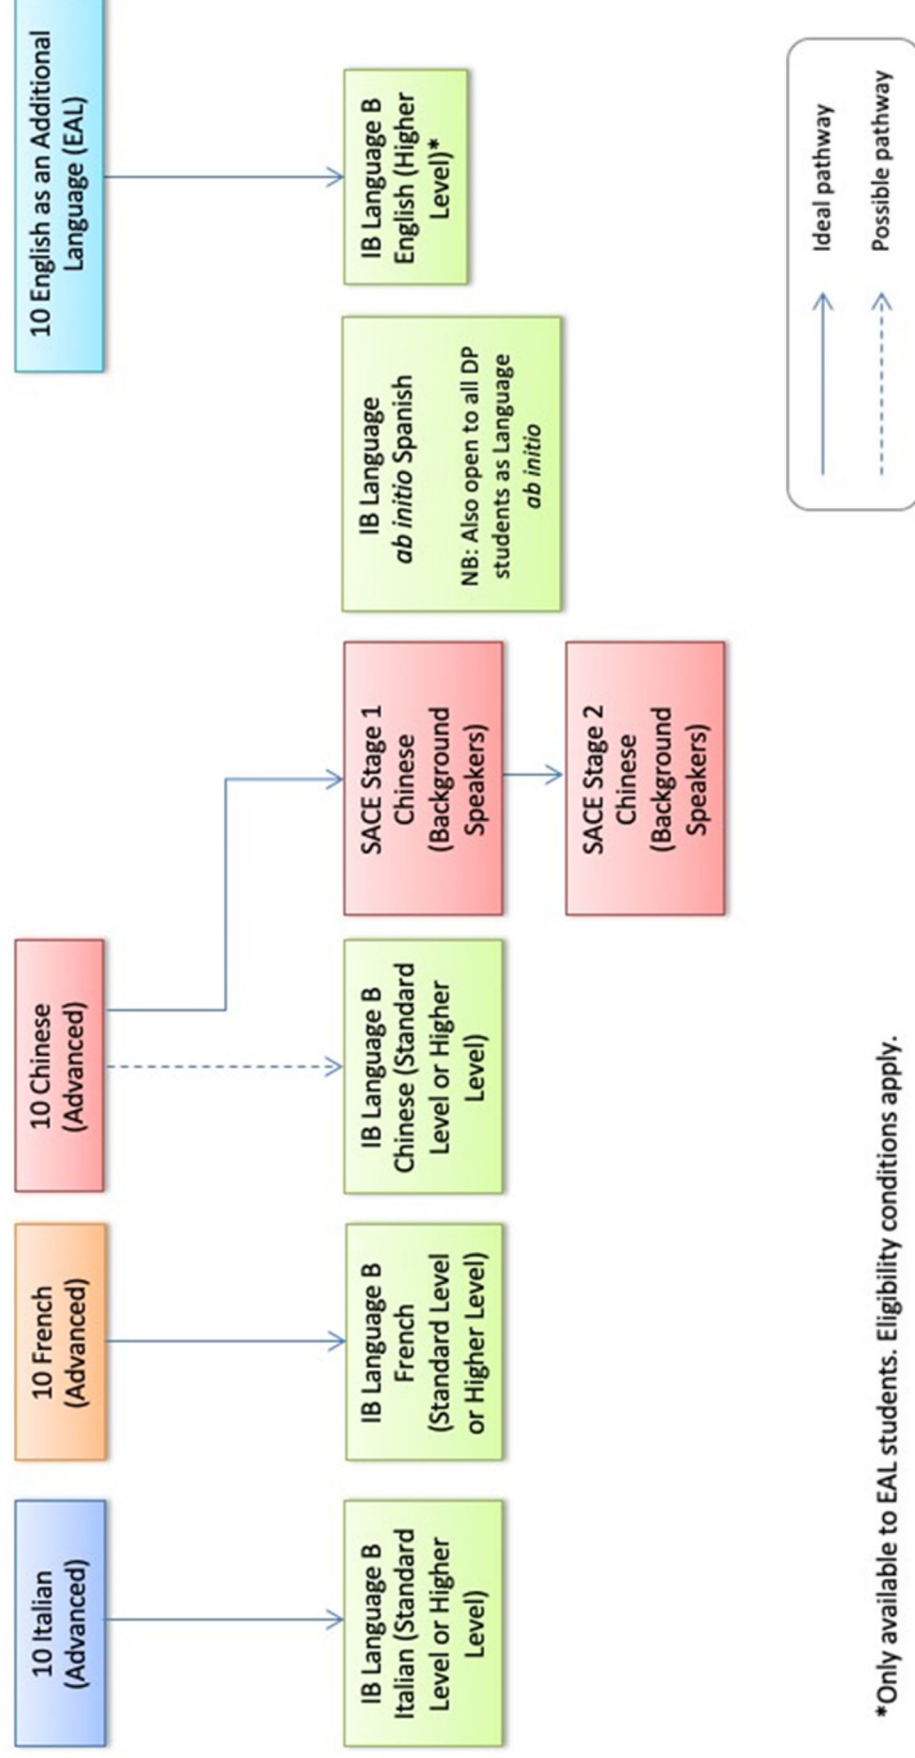 10 Italian
(Advanced)
10 French
(Advanced)
10 Chinese
(Advanced)
10 English as an Additional
Language (EAL)
IB Language B
Italian (Standard
Level or Higher
Level)
IB Language B
French
(Standard Level
or Higher Level)
IB Language B
Chinese (Standard
Level or Higher
Level)
SACE Stage 1
Chinese
(Background
Speakers)
IB Language
ab initio Spanish
NB: Also open to all DP
students as Language
ab initio
IB Language B
English (Higher
Level)*
SACE Stage 2
Chinese
(Background
Speakers)
Ideal pathway
Possible pathway
*Only available to EAL students. Eligibility conditions apply.